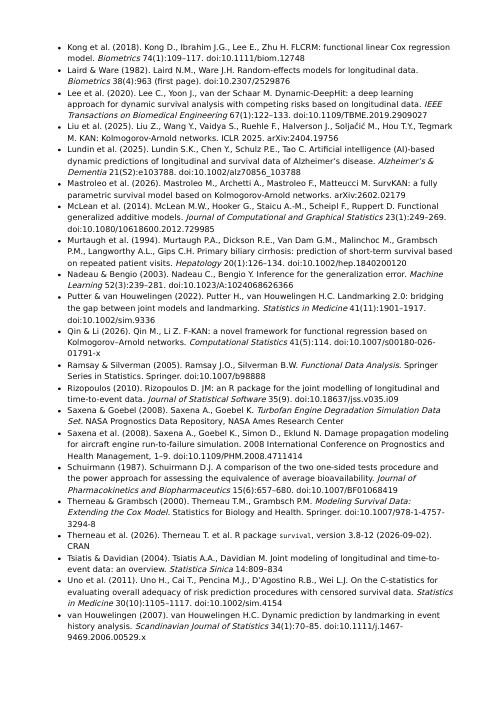 • Kong et al. (2018). Kong D., Ibrahim J.G., Lee E., Zhu H. FLCRM: functional linear Cox regression
model. Biometrics 74(1):109–117. doi:10.1111/biom.12748
• Laird & Ware (1982). Laird N.M., Ware J.H. Random-effects models for longitudinal data.
Biometrics 38(4):963 (first page). doi:10.2307/2529876
• Lee et al. (2020). Lee C., Yoon J., van der Schaar M. Dynamic-DeepHit: a deep learning
approach for dynamic survival analysis with competing risks based on longitudinal data. IEEE
Transactions on Biomedical Engineering 67(1):122–133. doi:10.1109/TBME.2019.2909027
• Liu et al. (2025). Liu Z., Wang Y., Vaidya S., Ruehle F., Halverson J., Soljačić M., Hou T.Y., Tegmark
M. KAN: Kolmogorov-Arnold networks. ICLR 2025. arXiv:2404.19756
• Lundin et al. (2025). Lundin S.K., Chen Y., Schulz P.E., Tao C. Artificial intelligence (AI)-based
dynamic predictions of longitudinal and survival data of Alzheimer’s disease. Alzheimer’s &
Dementia 21(S2):e103788. doi:10.1002/alz70856_103788
• Mastroleo et al. (2026). Mastroleo M., Archetti A., Mastroleo F., Matteucci M. SurvKAN: a fully
parametric survival model based on Kolmogorov-Arnold networks. arXiv:2602.02179
• McLean et al. (2014). McLean M.W., Hooker G., Staicu A.-M., Scheipl F., Ruppert D. Functional
generalized additive models. Journal of Computational and Graphical Statistics 23(1):249–269.
doi:10.1080/10618600.2012.729985
• Murtaugh et al. (1994). Murtaugh P.A., Dickson R.E., Van Dam G.M., Malinchoc M., Grambsch
P.M., Langworthy A.L., Gips C.H. Primary biliary cirrhosis: prediction of short-term survival based
on repeated patient visits. Hepatology 20(1):126–134. doi:10.1002/hep.1840200120
• Nadeau & Bengio (2003). Nadeau C., Bengio Y. Inference for the generalization error. Machine
Learning 52(3):239–281. doi:10.1023/A:1024068626366
• Putter & van Houwelingen (2022). Putter H., van Houwelingen H.C. Landmarking 2.0: bridging
the gap between joint models and landmarking. Statistics in Medicine 41(11):1901–1917.
doi:10.1002/sim.9336
• Qin & Li (2026). Qin M., Li Z. F-KAN: a novel framework for functional regression based on
Kolmogorov–Arnold networks. Computational Statistics 41(5):114. doi:10.1007/s00180-026-
01791-x
• Ramsay & Silverman (2005). Ramsay J.O., Silverman B.W. Functional Data Analysis. Springer
Series in Statistics. Springer. doi:10.1007/b98888
• Rizopoulos (2010). Rizopoulos D. JM: an R package for the joint modelling of longitudinal and
time-to-event data. Journal of Statistical Software 35(9). doi:10.18637/jss.v035.i09
• Saxena & Goebel (2008). Saxena A., Goebel K. Turbofan Engine Degradation Simulation Data
Set. NASA Prognostics Data Repository, NASA Ames Research Center
• Saxena et al. (2008). Saxena A., Goebel K., Simon D., Eklund N. Damage propagation modeling
for aircraft engine run-to-failure simulation. 2008 International Conference on Prognostics and
Health Management, 1–9. doi:10.1109/PHM.2008.4711414
• Schuirmann (1987). Schuirmann D.J. A comparison of the two one-sided tests procedure and
the power approach for assessing the equivalence of average bioavailability. Journal of
Pharmacokinetics and Biopharmaceutics 15(6):657–680. doi:10.1007/BF01068419
• Therneau & Grambsch (2000). Therneau T.M., Grambsch P.M. Modeling Survival Data:
Extending the Cox Model. Statistics for Biology and Health. Springer. doi:10.1007/978-1-4757-
3294-8
• Therneau et al. (2026). Therneau T. et al. R package survival, version 3.8-12 (2026-09-02).
CRAN
• Tsiatis & Davidian (2004). Tsiatis A.A., Davidian M. Joint modeling of longitudinal and time-to-
event data: an overview. Statistica Sinica 14:809–834
• Uno et al. (2011). Uno H., Cai T., Pencina M.J., D’Agostino R.B., Wei L.J. On the C-statistics for
evaluating overall adequacy of risk prediction procedures with censored survival data. Statistics
in Medicine 30(10):1105–1117. doi:10.1002/sim.4154
• van Houwelingen (2007). van Houwelingen H.C. Dynamic prediction by landmarking in event
history analysis. Scandinavian Journal of Statistics 34(1):70–85. doi:10.1111/j.1467-
9469.2006.00529.x